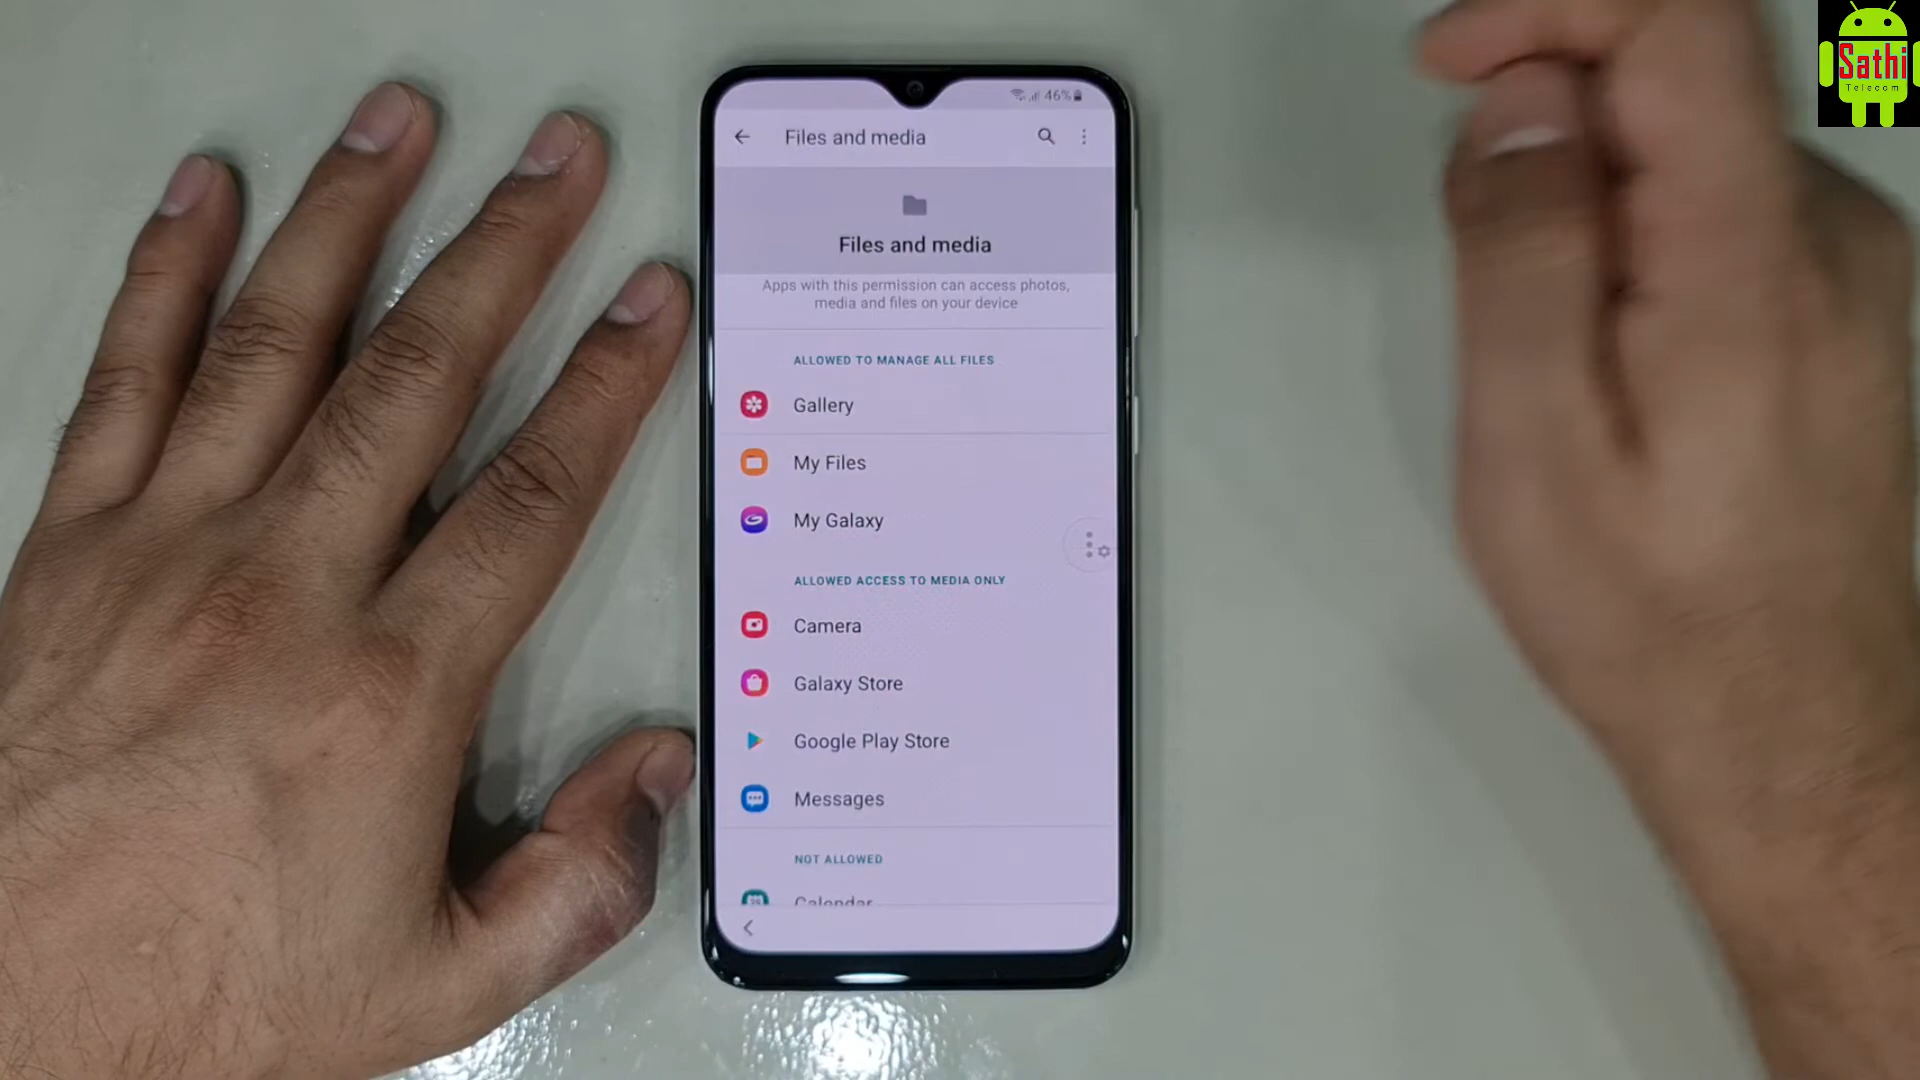 Sathi
Telecom
46%
Files and media
Files and media
Apps with this permission can access photos,
media and files on your device
ALLOWED TO MANAGE ALL FILES
Gallery
My Files
My Galaxy
ALLOWED ACCESS TO MEDIA ONLY
Camera
Galaxy Store
Google Play Store
Messages
NOT ALLOWED
Calendar